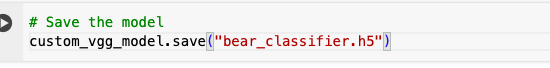 # Save the model
custom_vgg_model.save("bear_classifier.h5")